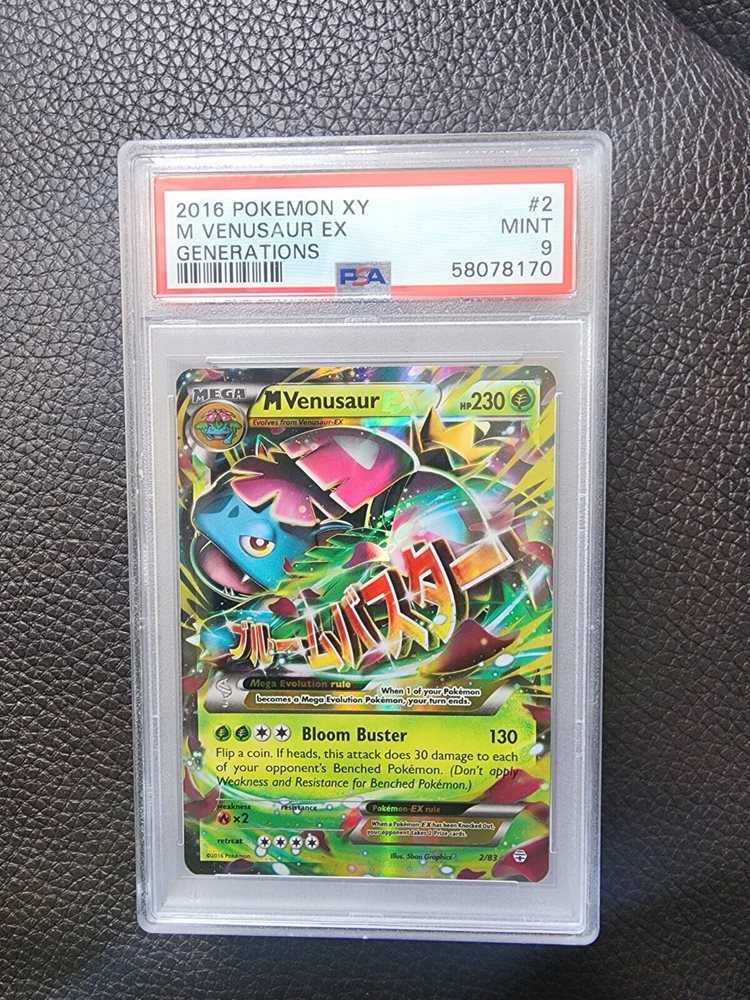 2016 POKEMON XY #2
M VENUSAUR EX MINT
GENERATIONS 9
PSA 58078170
MEGA MVenusaur EX HP230
Evolves from Venusaur-EX
ブルームバスター
Mega Evolution rule
When 1 of your Pokémon
becomes a Mega Evolution Pokémon, your turn ends.
Bloom Buster 130
Flip a coin. If heads, this attack does 30 damage to each
of your opponent's Benched Pokémon. (Don't apply
Weakness and Resistance for Benched Pokémon.)
weakness resistance Pokémon-EX rule
×2 When a Pokémon-EX has been Knocked Out,
your opponent takes 2 Prize cards.
retreat
©2016 Pokémon Illus. 5ban Graphics 2/83